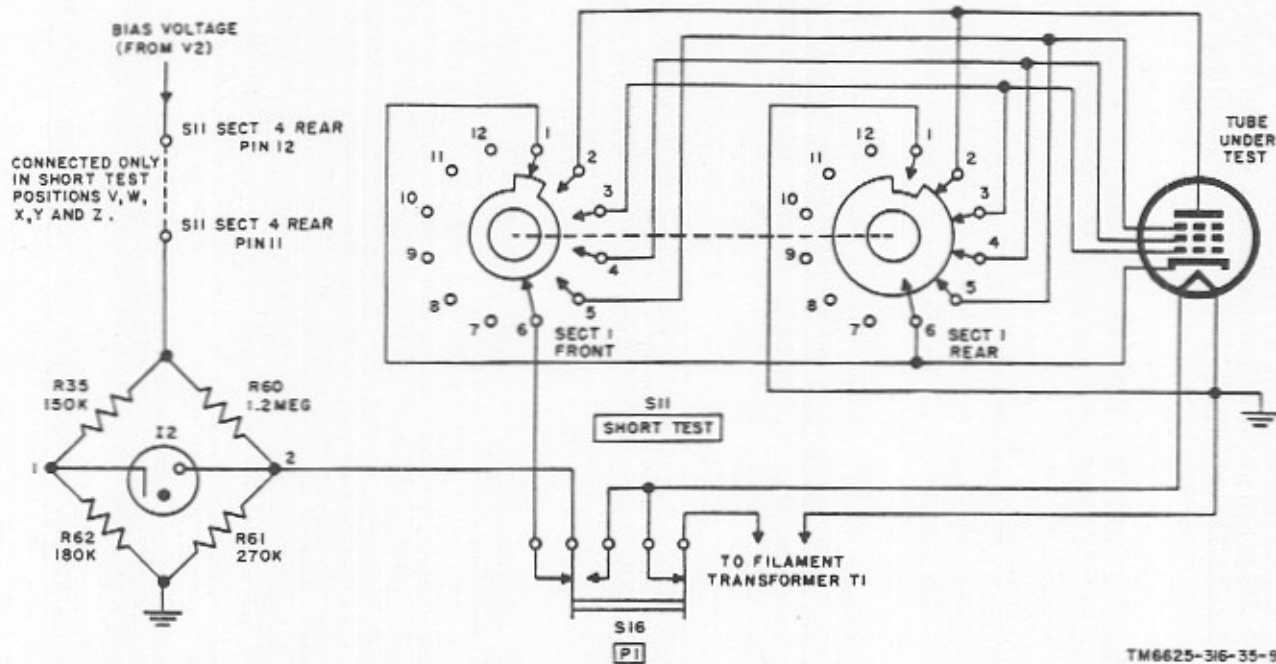 BIAS VOLTAGE
(FROM V2)
S11 SECT 4 REAR
PIN 12
CONNECTED ONLY
IN SHORT TEST
POSITIONS V, W,
X, Y AND Z.
S11 SECT 4 REAR
PIN 11
R35
150K
R60
1.2MEG
I2
1
2
R62
180K
R61
270K
12
1
2
3
4
5
6
7
8
9
10
11
SECT 1
FRONT
12
1
2
3
4
5
6
7
8
9
10
11
SECT 1
REAR
TUBE
UNDER
TEST
S11
SHORT TEST
TO FILAMENT
TRANSFORMER T1
S16
P1
TM6625-316-35-9